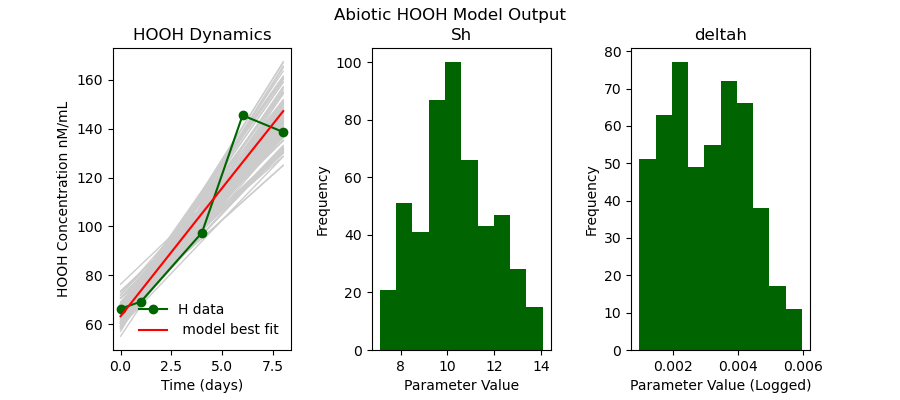 Abiotic HOOH Model Output
HOOH Dynamics
HOOH Concentration nM/mL
160
140
120
100
80
60
H data
model best fit
0.0 2.5 5.0 7.5
Time (days)
Sh
Frequency
100
80
60
40
20
0
8 10 12 14
Parameter Value
deltah
Frequency
80
70
60
50
40
30
20
10
0
0.002 0.004 0.006
Parameter Value (Logged)